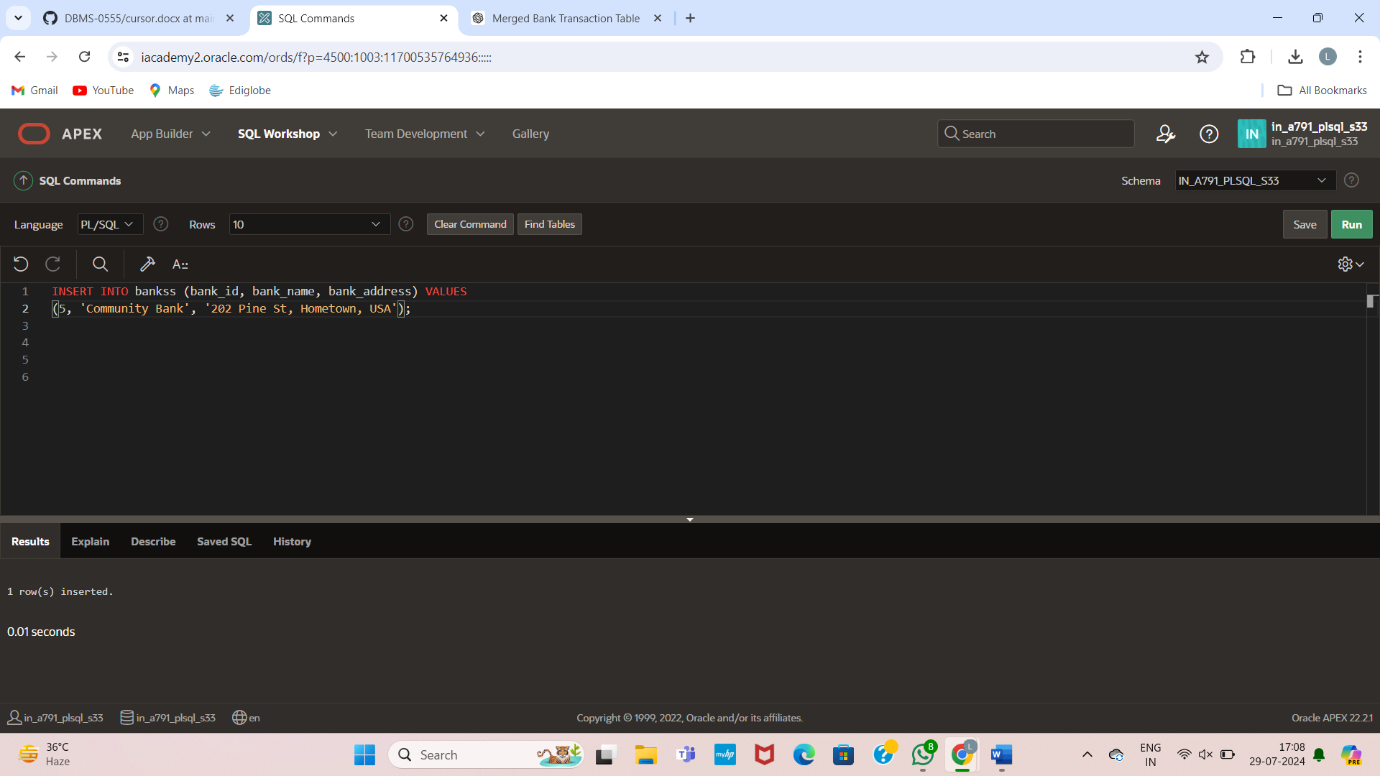 DBMS-0555/cursor.docx at mai
SQL Commands
Merged Bank Transaction Table
iacademy2.oracle.com/ords/f?p=4500:1003:11700535764936:::::
L
Gmail YouTube Maps Ediglobe All Bookmarks
APEX App Builder SQL Workshop Team Development Gallery Search IN in_a791_plsql_s33
in_a791_plsql_s33
SQL Commands Schema IN_A791_PLSQL_S33
Language PL/SQL Rows 10 Clear Command Find Tables Save Run
A::
1 INSERT INTO bankss (bank_id, bank_name, bank_address) VALUES
2 (5, 'Community Bank', '202 Pine St, Hometown, USA');
3
4
5
6
Results Explain Describe Saved SQL History
1 row(s) inserted.
0.01 seconds
in_a791_plsql_s33 in_a791_plsql_s33 en Copyright © 1999, 2022, Oracle and/or its affiliates. Oracle APEX 22.2.1
36°C
Haze
Search
myhp
8
L
ENG
IN
17:08
29-07-2024
PRE